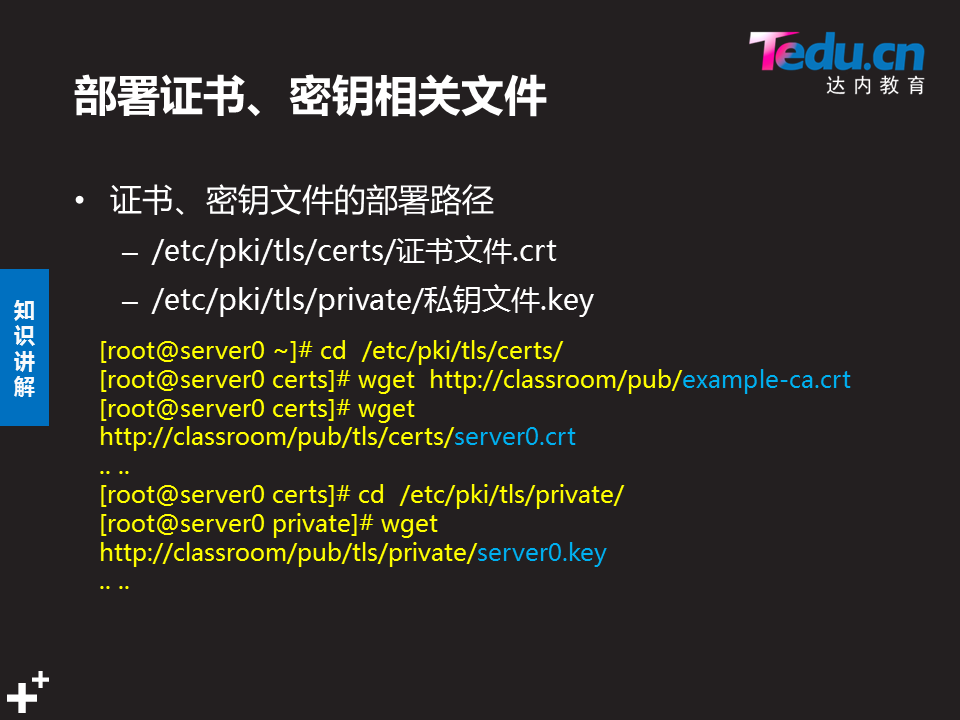 Tedu.cn
达内教育
部署证书、密钥相关文件
• 证书、密钥文件的部署路径
– /etc/pki/tls/certs/证书文件.crt
– /etc/pki/tls/private/私钥文件.key
知识讲解
[root@server0 ~]# cd  /etc/pki/tls/certs/
[root@server0 certs]# wget  http://classroom/pub/example-ca.crt
[root@server0 certs]# wget
http://classroom/pub/tls/certs/server0.crt
.. ..
[root@server0 certs]# cd  /etc/pki/tls/private/
[root@server0 private]# wget
http://classroom/pub/tls/private/server0.key
.. ..